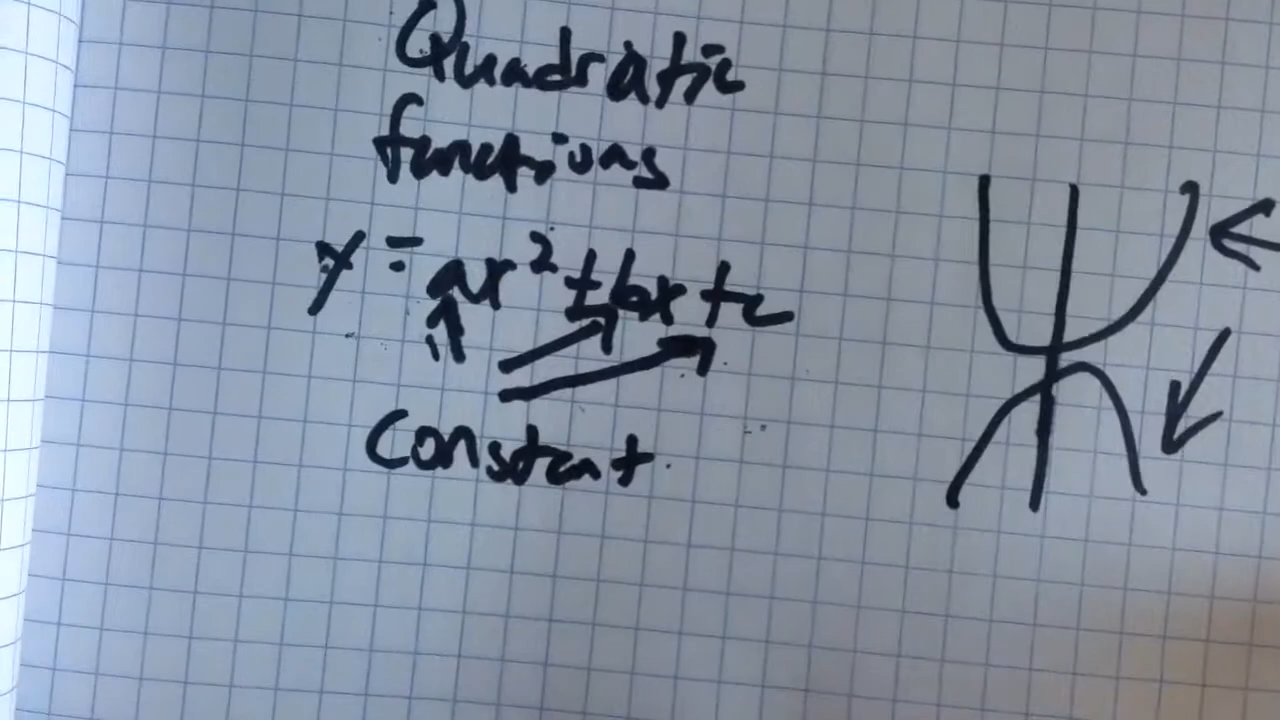 Quadratic
functions
y = ax² + bx + c
Constant.